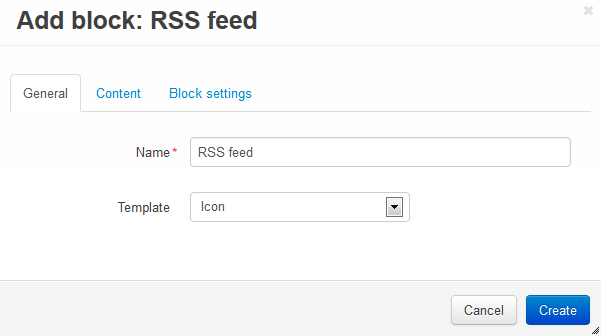 Add block: RSS feed
General Content Block settings
Name* RSS feed
Template Icon
Cancel Create